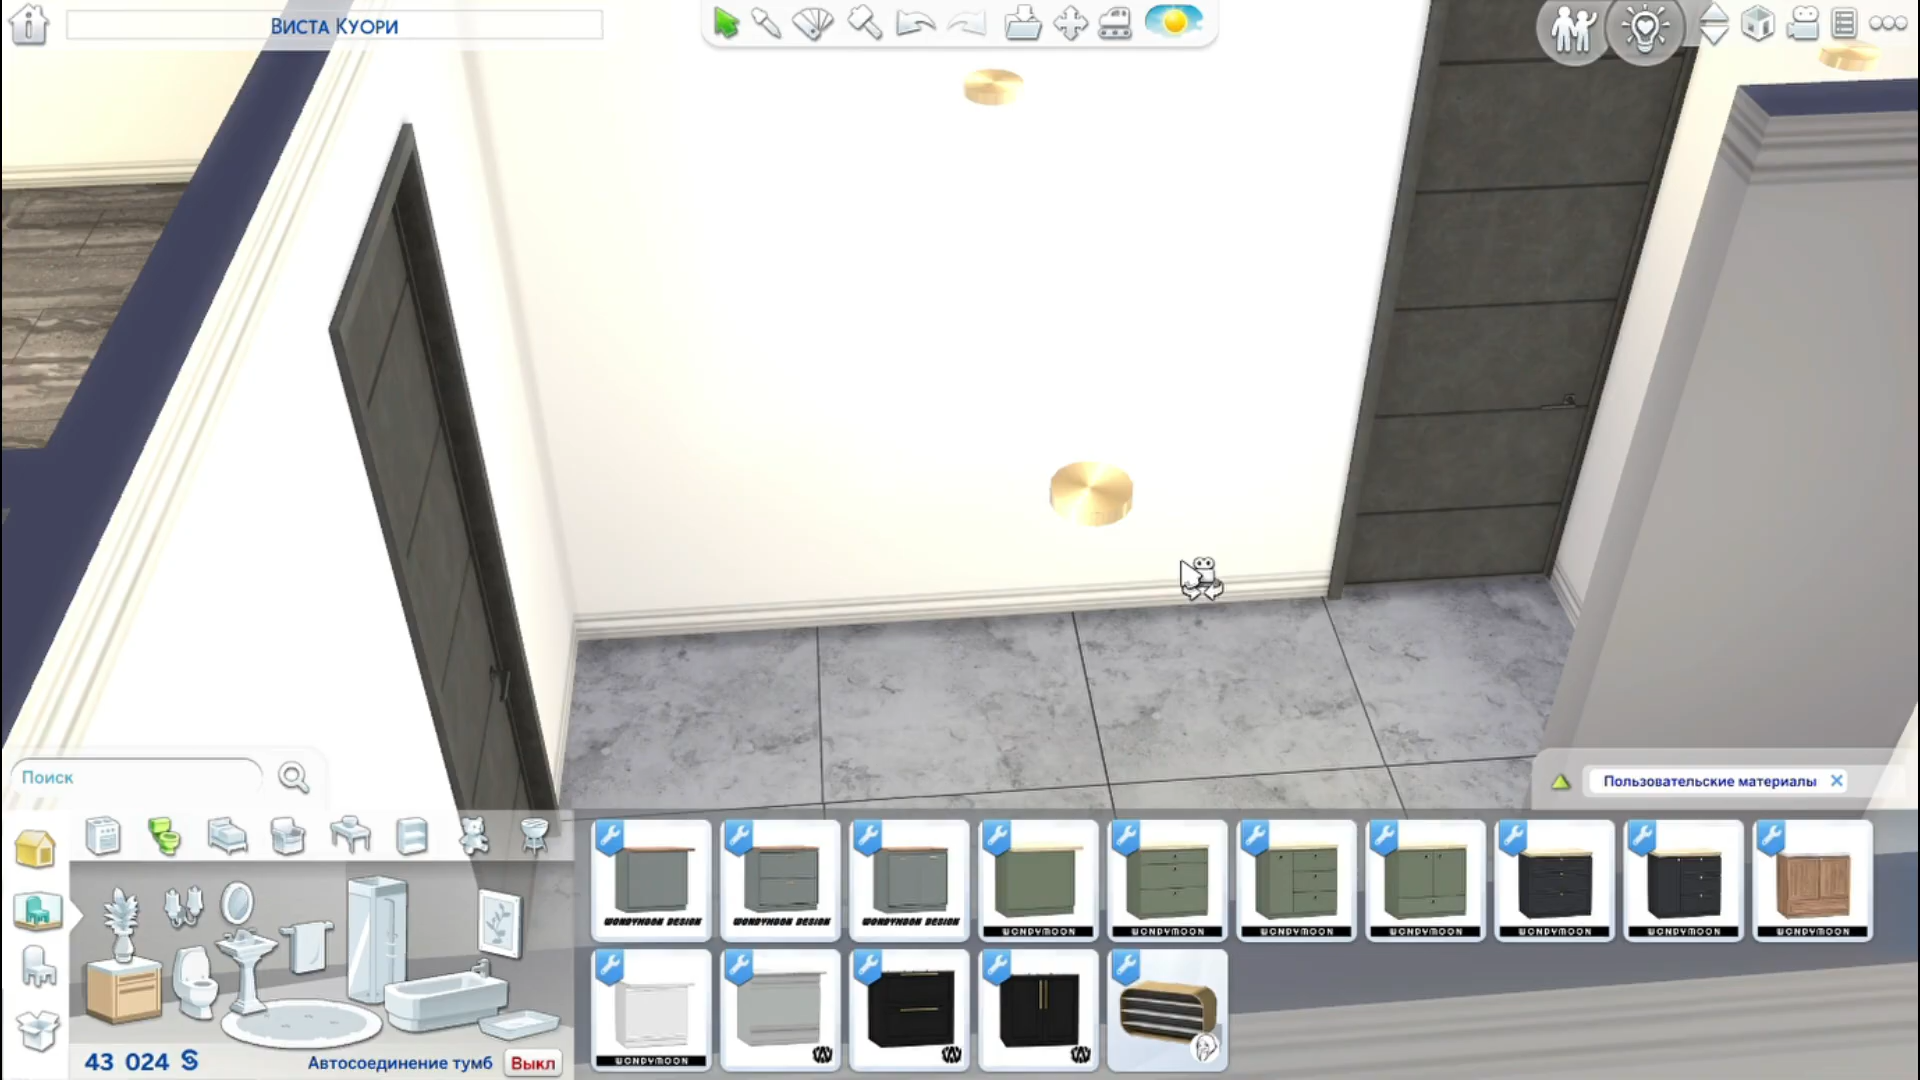 Виста Куори
Поиск
Пользовательские материалы
WONDYMOON DESIGN
WONDYMOON DESIGN
WONDYMOON DESIGN
WONDYMOON
WONDYMOON
WONDYMOON
WONDYMOON
WONDYMOON
WONDYMOON
WONDYMOON
WONDYMOON
43 024
Автосоединение тумб Выкл